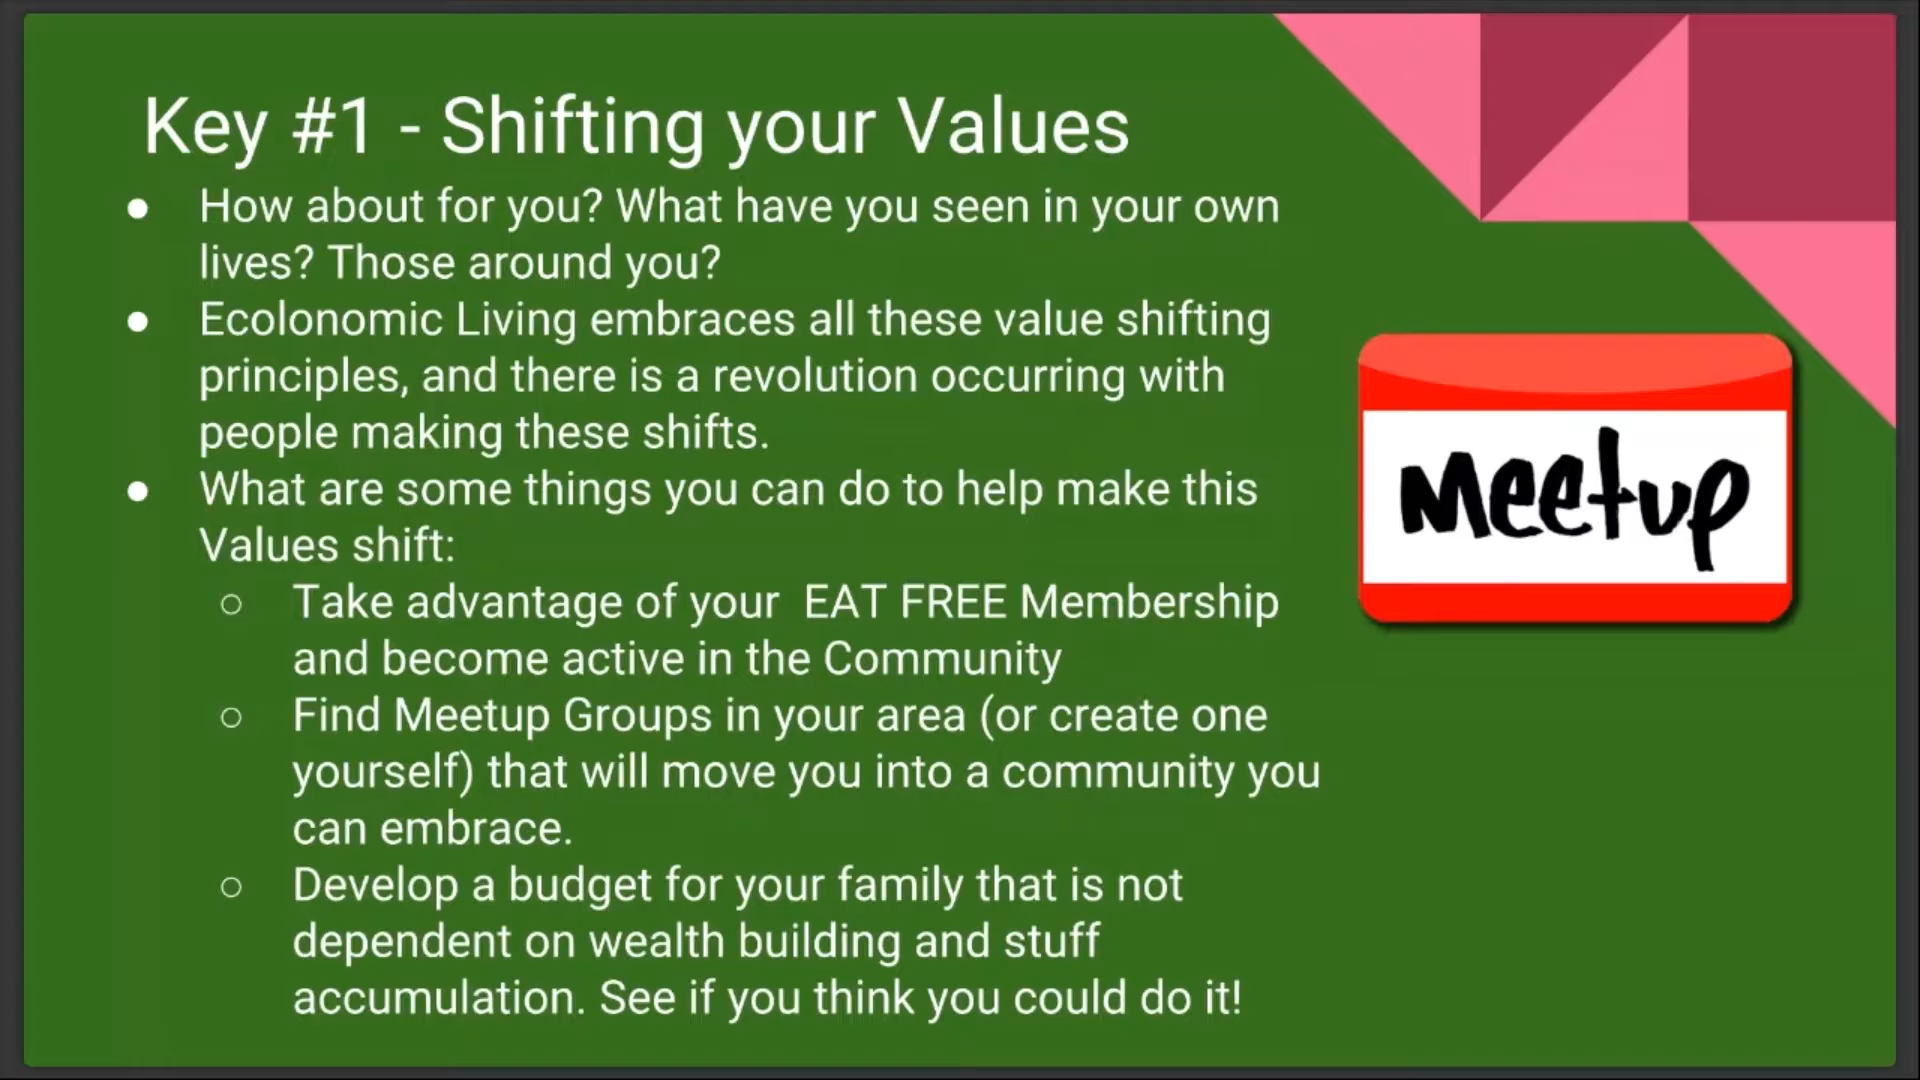 Key #1 - Shifting your Values
● How about for you? What have you seen in your own
lives? Those around you?
● Ecolonomic Living embraces all these value shifting
principles, and there is a revolution occurring with
people making these shifts.
● What are some things you can do to help make this
Values shift:
○ Take advantage of your  EAT FREE Membership
and become active in the Community
○ Find Meetup Groups in your area (or create one
yourself) that will move you into a community you
can embrace.
○ Develop a budget for your family that is not
dependent on wealth building and stuff
accumulation. See if you think you could do it!
Meetup